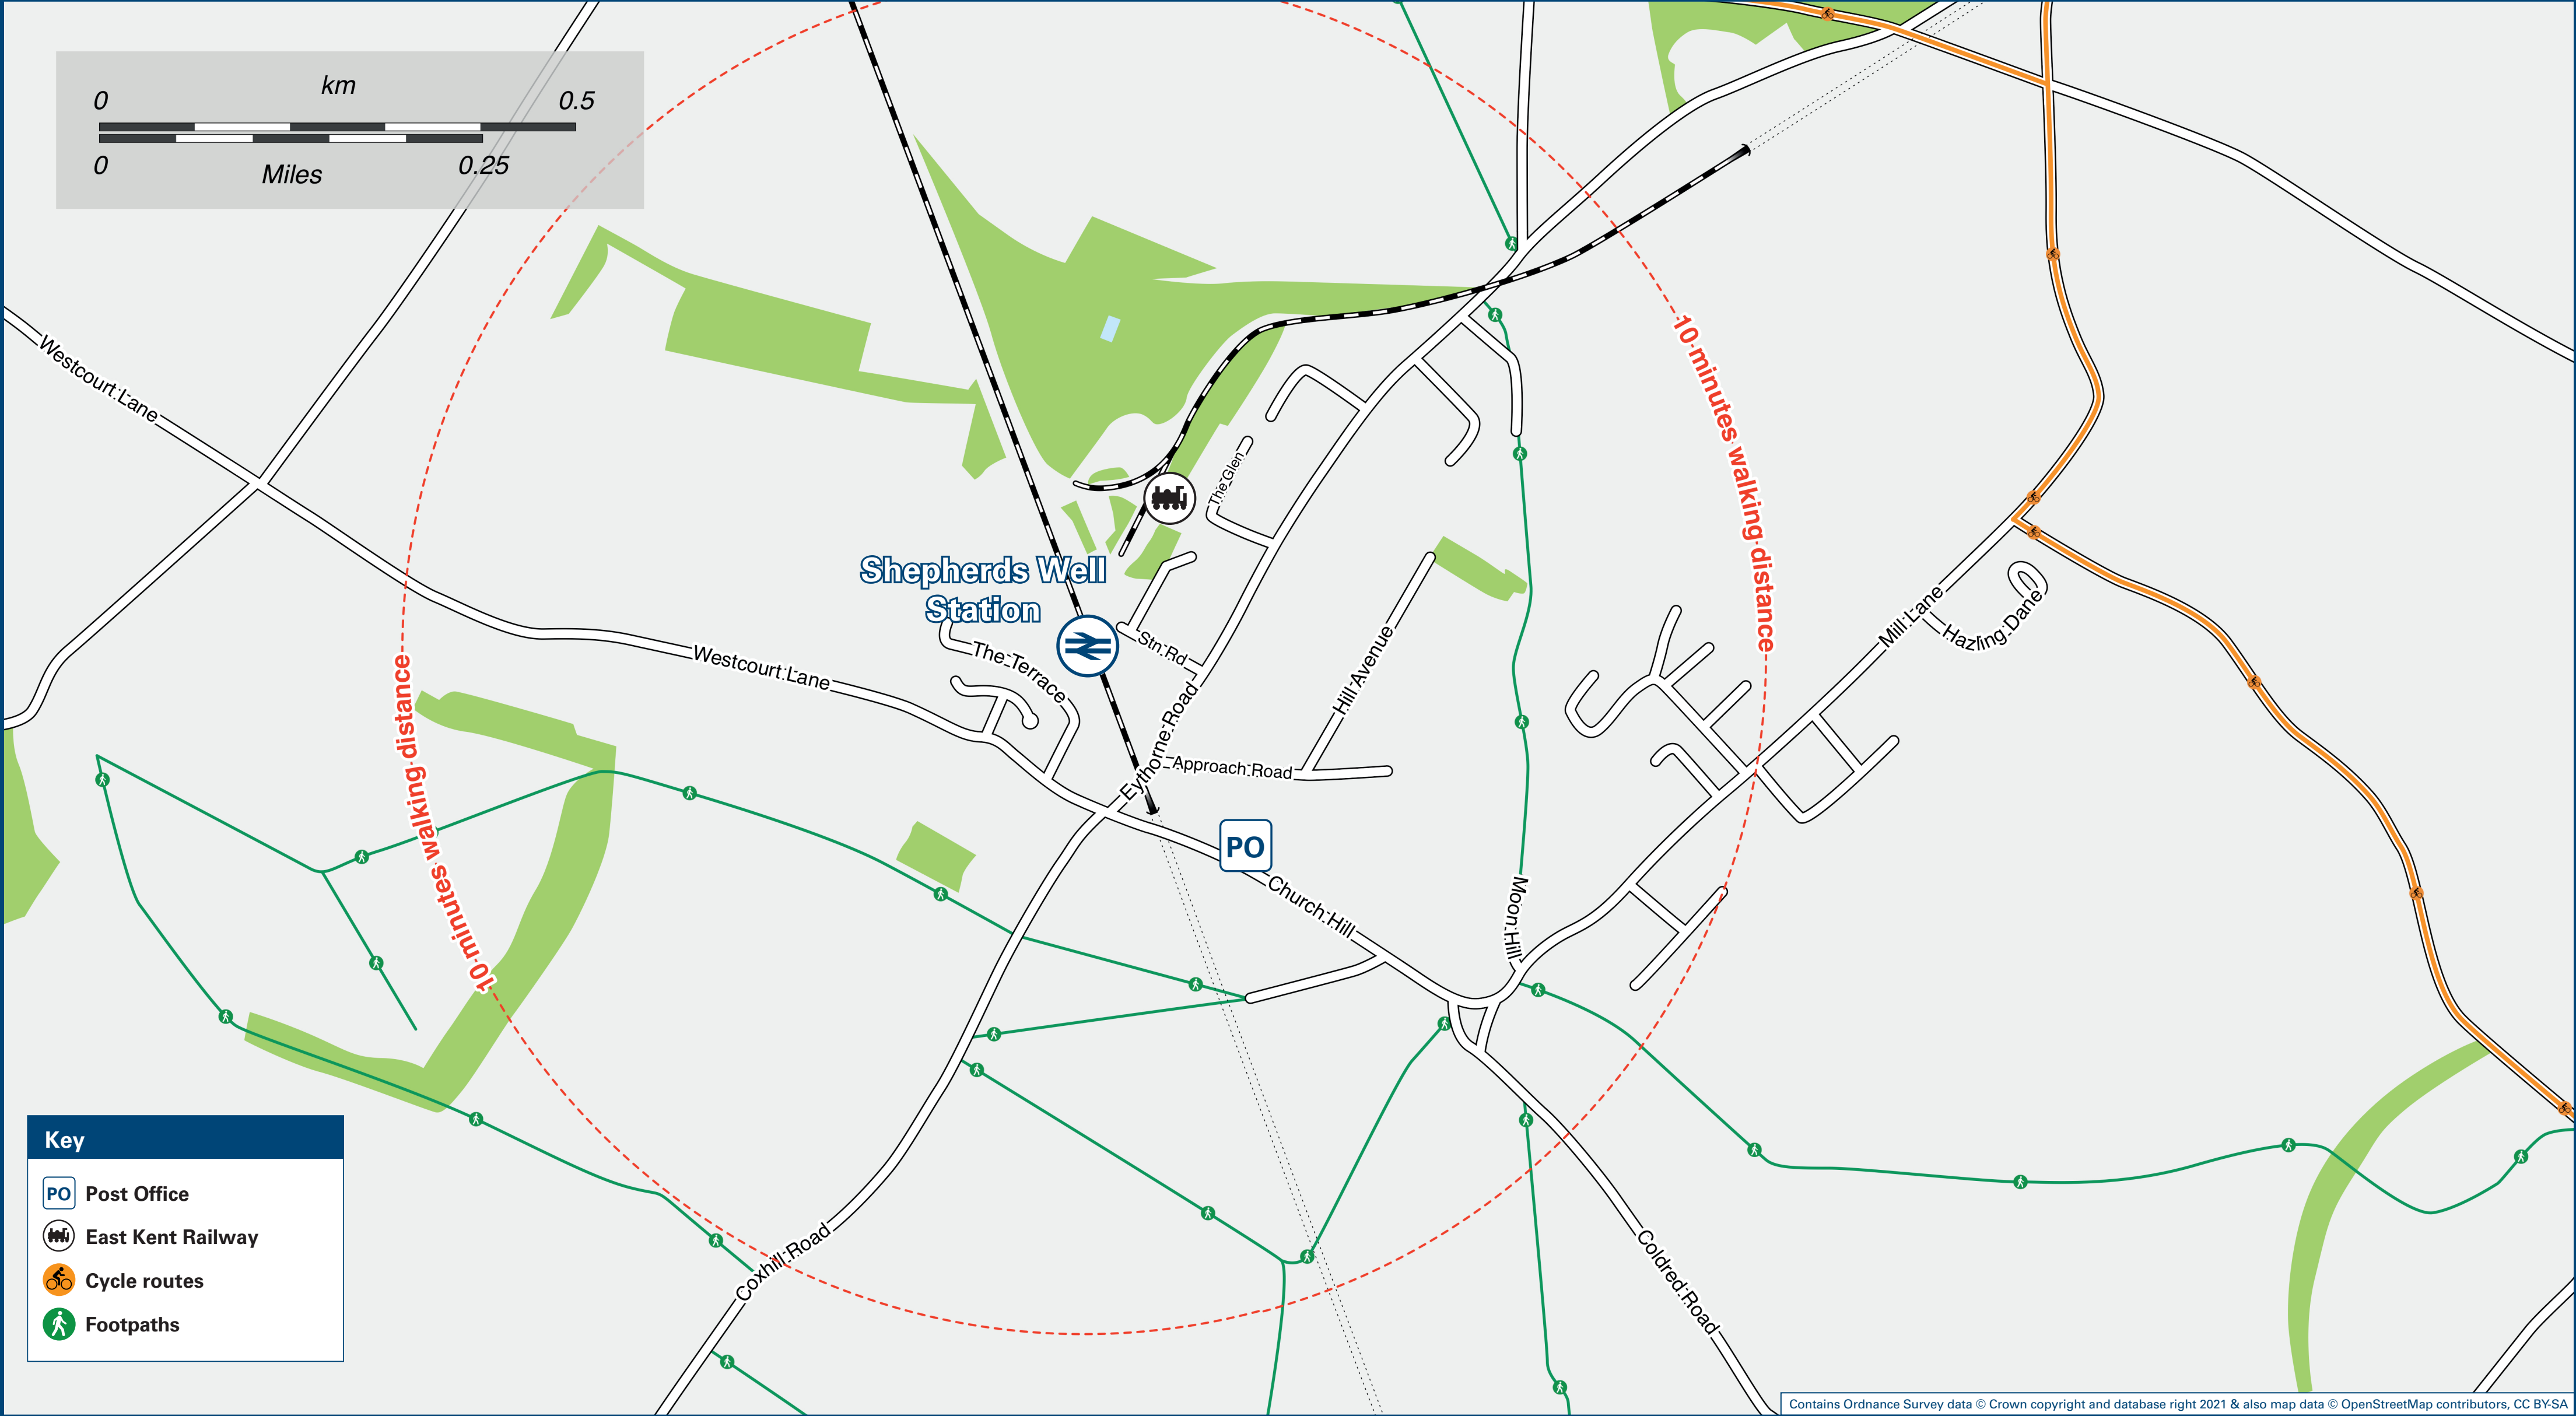 km
0 0.5
0 0.25
Miles
Westcourt Lane
10 minutes walking distance
Shepherds Well
Station
The Glen
Stn Rd
The Terrace
Westcourt Lane
Hill Avenue
Mill Lane
Hazling Dane
Eythorne Road
Approach Road
10 minutes walking distance
PO
Church Hill
Moon Hill
Coxhill Road
Coldred Road
Key
PO Post Office
East Kent Railway
Cycle routes
Footpaths
Contains Ordnance Survey data © Crown copyright and database right 2021 & also map data © OpenStreetMap contributors, CC BY-SA